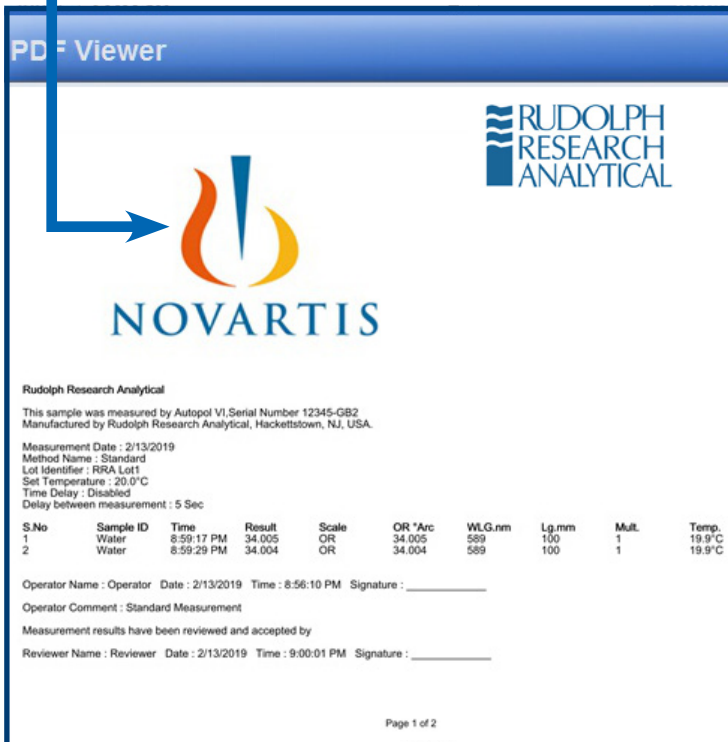 PDF Viewer
RUDOLPH
RESEARCH
ANALYTICAL
NOVARTIS
Rudolph Research Analytical
This sample was measured by Autopol VI,Serial Number 12345-GB2
Manufactured by Rudolph Research Analytical, Hackettstown, NJ, USA.
Measurement Date : 2/13/2019
Method Name : Standard
Lot Identifier : RRA Lot1
Set Temperature : 20.0°C
Time Delay : Disabled
Delay between measurement : 5 Sec
S.No Sample ID Time Result Scale OR °Arc WLG.nm Lg.mm Mult. Temp.
1 Water 8:59:17 PM 34.005 OR 34.005 589 100 1 19.9°C
2 Water 8:59:29 PM 34.004 OR 34.004 589 100 1 19.9°C
Operator Name : Operator Date : 2/13/2019 Time : 8:56:10 PM Signature : ____________
Operator Comment : Standard Measurement
Measurement results have been reviewed and accepted by
Reviewer Name : Reviewer Date : 2/13/2019 Time : 9:00:01 PM Signature : ____________
Page 1 of 2